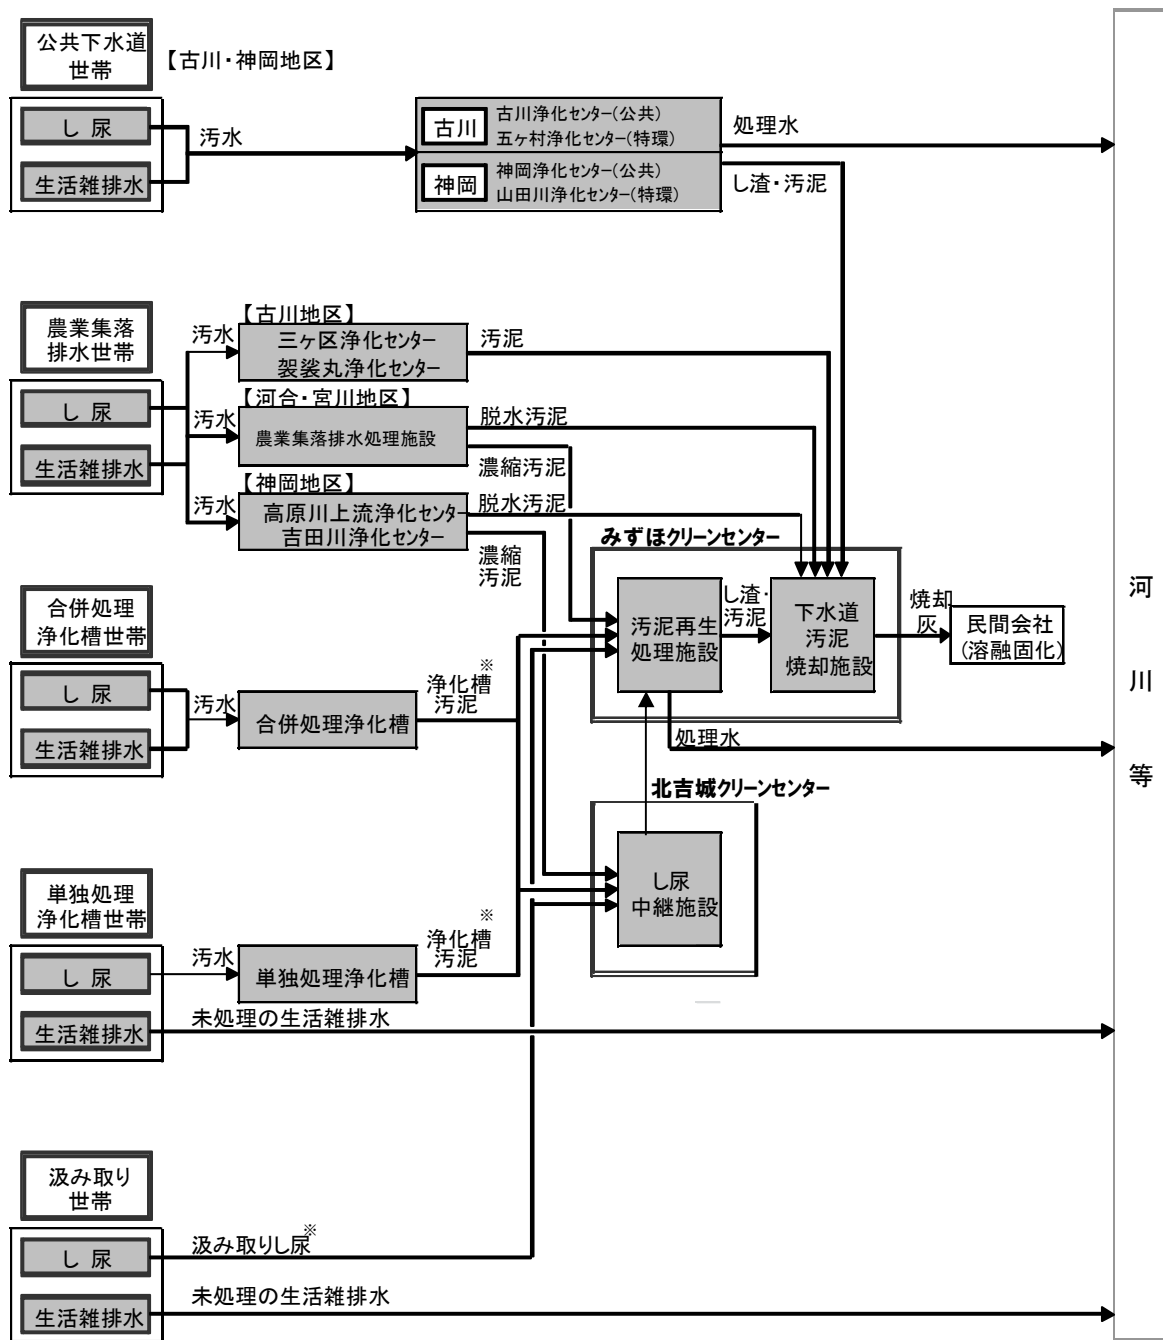 公共下水道
世帯
【古川・神岡地区】
し 尿
生活雑排水
汚水
古川
古川浄化センター(公共)
五ヶ村浄化センター(特環)
神岡
神岡浄化センター(公共)
山田川浄化センター(特環)
処理水
し渣・汚泥
農業集落
排水世帯
し 尿
生活雑排水
汚水
【古川地区】
三ヶ区浄化センター
袈裟丸浄化センター
汚泥
汚水
【河合・宮川地区】
農業集落排水処理施設
脱水汚泥
濃縮汚泥
汚水
【神岡地区】
高原川上流浄化センター
吉田川浄化センター
脱水汚泥
濃縮
汚泥
みずほクリーンセンター
汚泥再生
処理施設
し渣・
汚泥
下水道
汚泥
焼却施設
焼却
灰
民間会社
(溶融固化)
処理水
合併処理
浄化槽世帯
し 尿
生活雑排水
汚水
合併処理浄化槽
※
浄化槽
汚泥
北吉城クリーンセンター
し尿
中継施設
単独処理
浄化槽世帯
し 尿
生活雑排水
汚水
単独処理浄化槽
※
浄化槽
汚泥
未処理の生活雑排水
汲み取り
世帯
し 尿
生活雑排水
汲み取りし尿※
未処理の生活雑排水
河
川
等